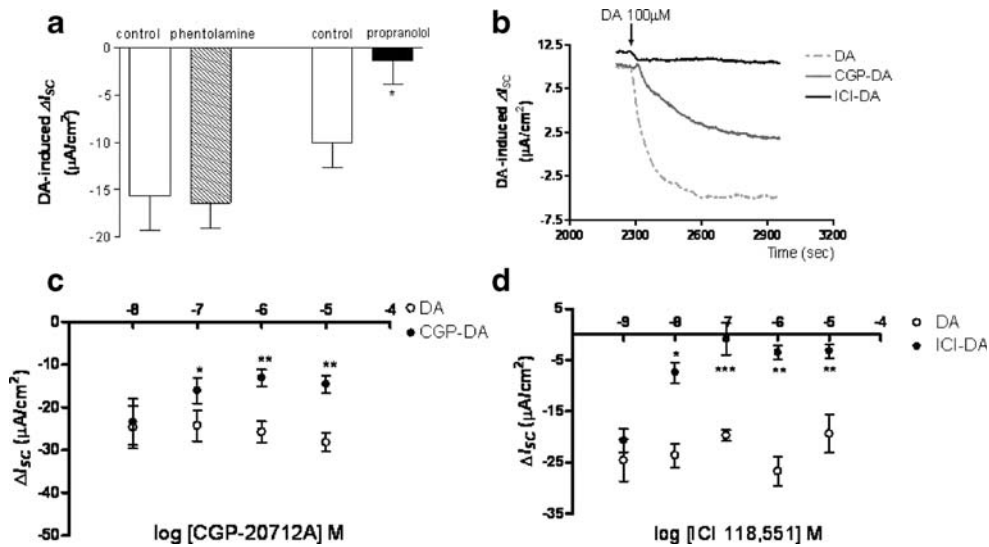 a
control phentolamine control propranolol
0
-5
-10
-15
-20
DA-induced ΔISC
(μA/cm²)
*
b
DA 100μM
12.5
7.5
2.5
-2.5
-7.5
DA-induced ΔISC
(μA/cm²)
DA
CGP-DA
ICI-DA
2000 2300 2600 2900 3200
Time (sec)
c
-8 -7 -6 -5 -4
0
-10
-20
-30
-40
-50
ΔISC (μA/cm²)
DA
CGP-DA
* ** **
log [CGP-20712A] M
d
5
-5
-15
-25
-35
-9 -8 -7 -6 -5 -4
ΔISC (μA/cm²)
DA
ICI-DA
* *** ** **
log [ICI 118,551] M